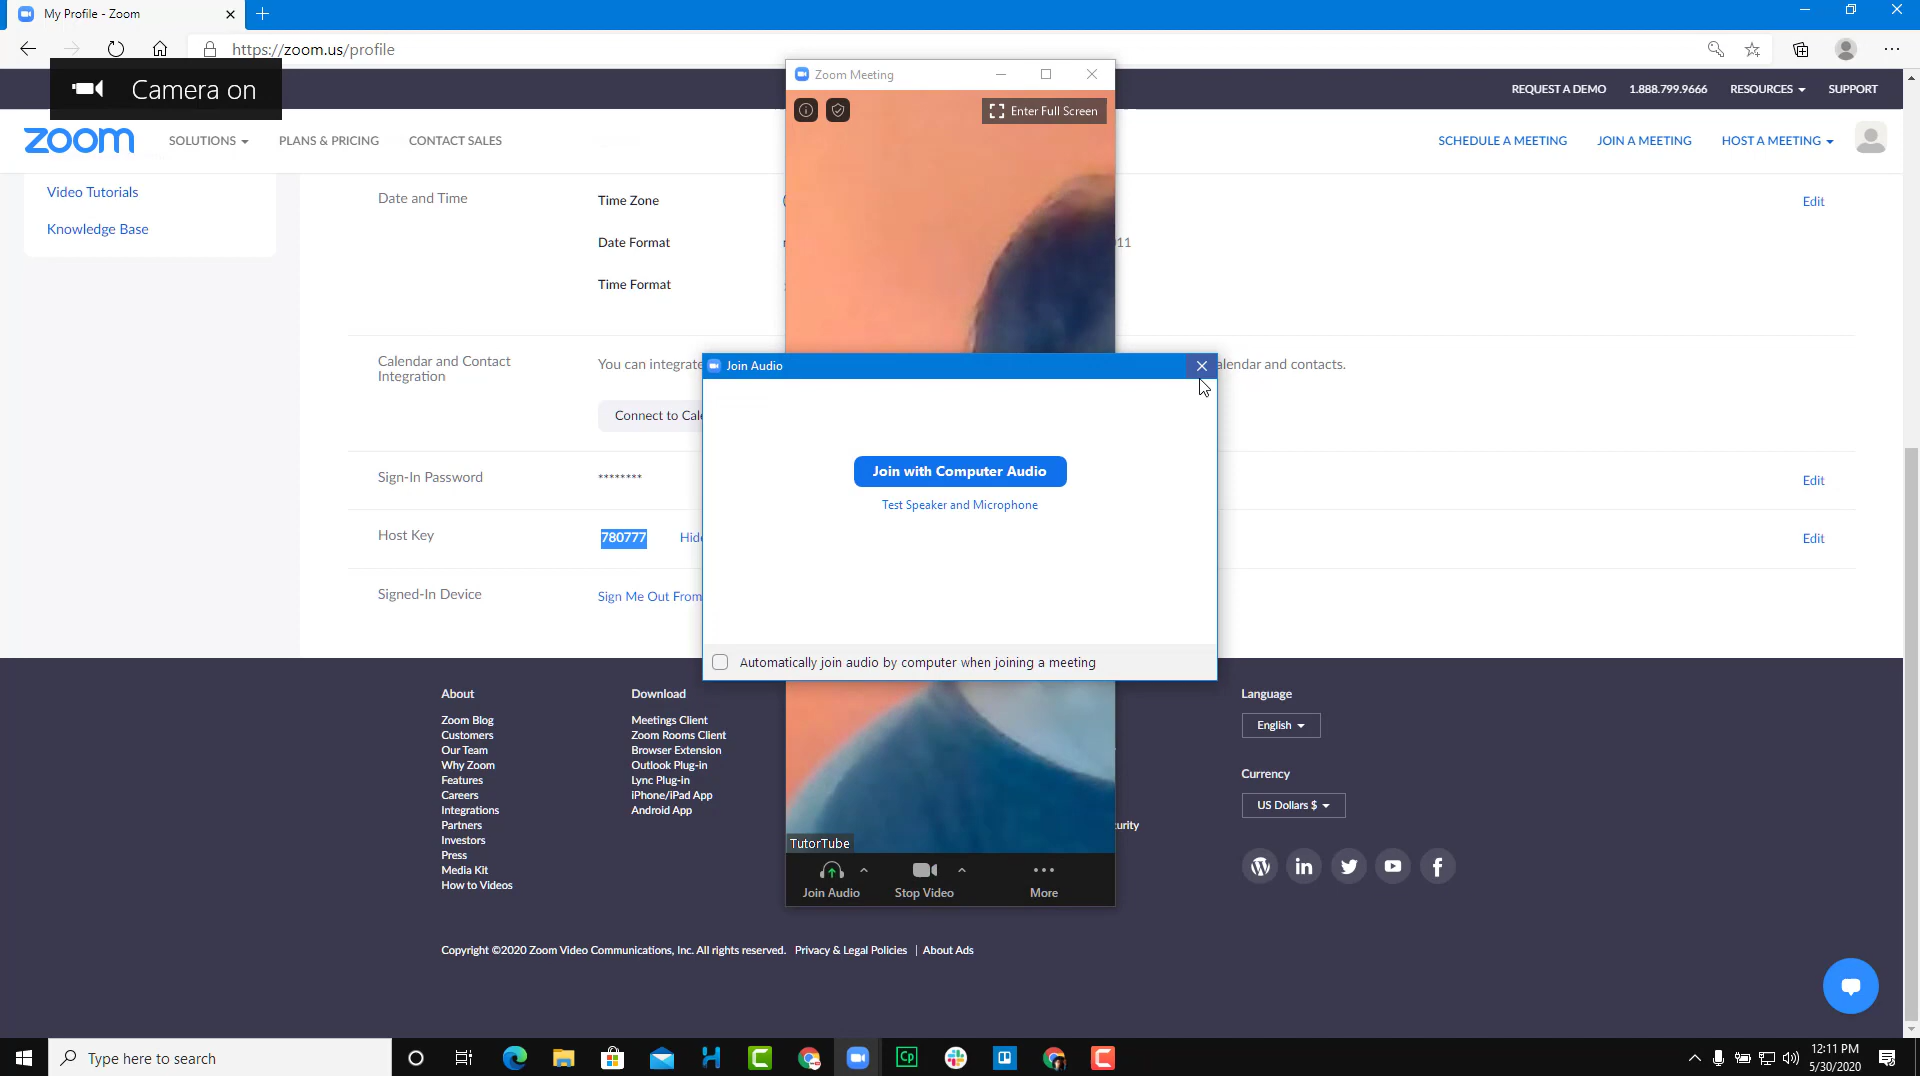 My Profile - Zoom
https://zoom.us/profile
Camera on
Zoom Meeting
REQUEST A DEMO
1.888.799.9666
RESOURCES
SUPPORT
Enter Full Screen
zoom
SOLUTIONS
PLANS & PRICING
CONTACT SALES
SCHEDULE A MEETING
JOIN A MEETING
HOST A MEETING
Video Tutorials
Knowledge Base
Date and Time
Time Zone
Edit
Date Format
011
Time Format
Calendar and Contact
Integration
You can integrate
alendar and contacts.
Connect to Cale
Join Audio
Join with Computer Audio
Test Speaker and Microphone
Automatically join audio by computer when joining a meeting
Sign-In Password
********
Edit
Host Key
780777
Hide
Edit
Signed-In Device
Sign Me Out From
About
Zoom Blog
Customers
Our Team
Why Zoom
Features
Careers
Integrations
Partners
Investors
Press
Media Kit
How to Videos
Download
Meetings Client
Zoom Rooms Client
Browser Extension
Outlook Plug-in
Lync Plug-in
iPhone/iPad App
Android App
curity
Language
English
Currency
US Dollars $
TutorTube
Join Audio
Stop Video
More
Copyright ©2020 Zoom Video Communications, Inc. All rights reserved.
Privacy & Legal Policies
|
About Ads
Type here to search
Cp
12:11 PM
5/30/2020